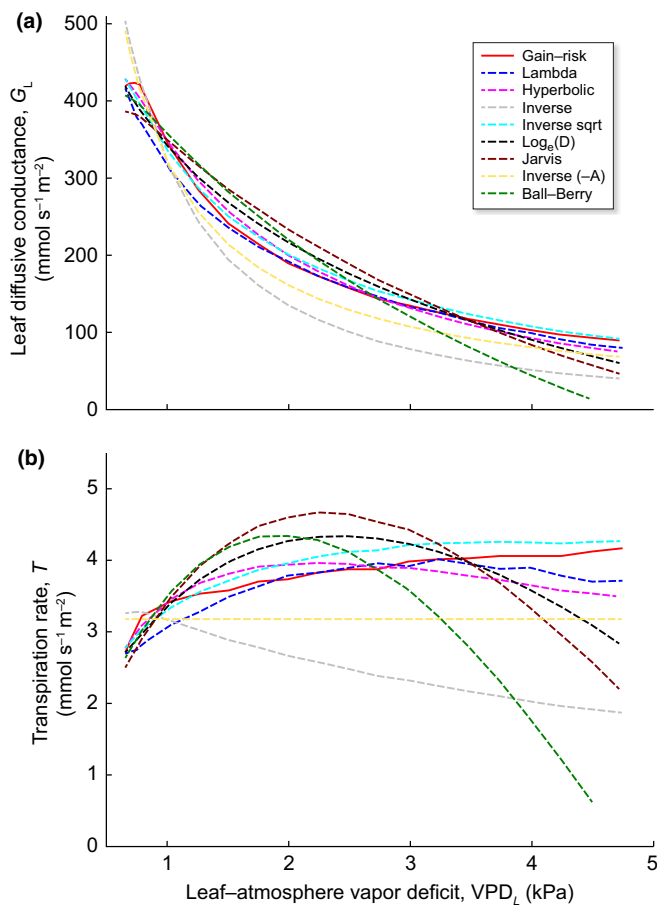 (a)
500
400
300
200
100
0
Leaf diffusive conductance, G_L
(mmol s⁻¹ m⁻²)
Gain–risk
Lambda
Hyperbolic
Inverse
Inverse sqrt
Logₑ(D)
Jarvis
Inverse (–A)
Ball–Berry
(b)
5
4
3
2
1
0
Transpiration rate, T
(mmol s⁻¹ m⁻²)
1 2 3 4 5
Leaf–atmosphere vapor deficit, VPD_L (kPa)